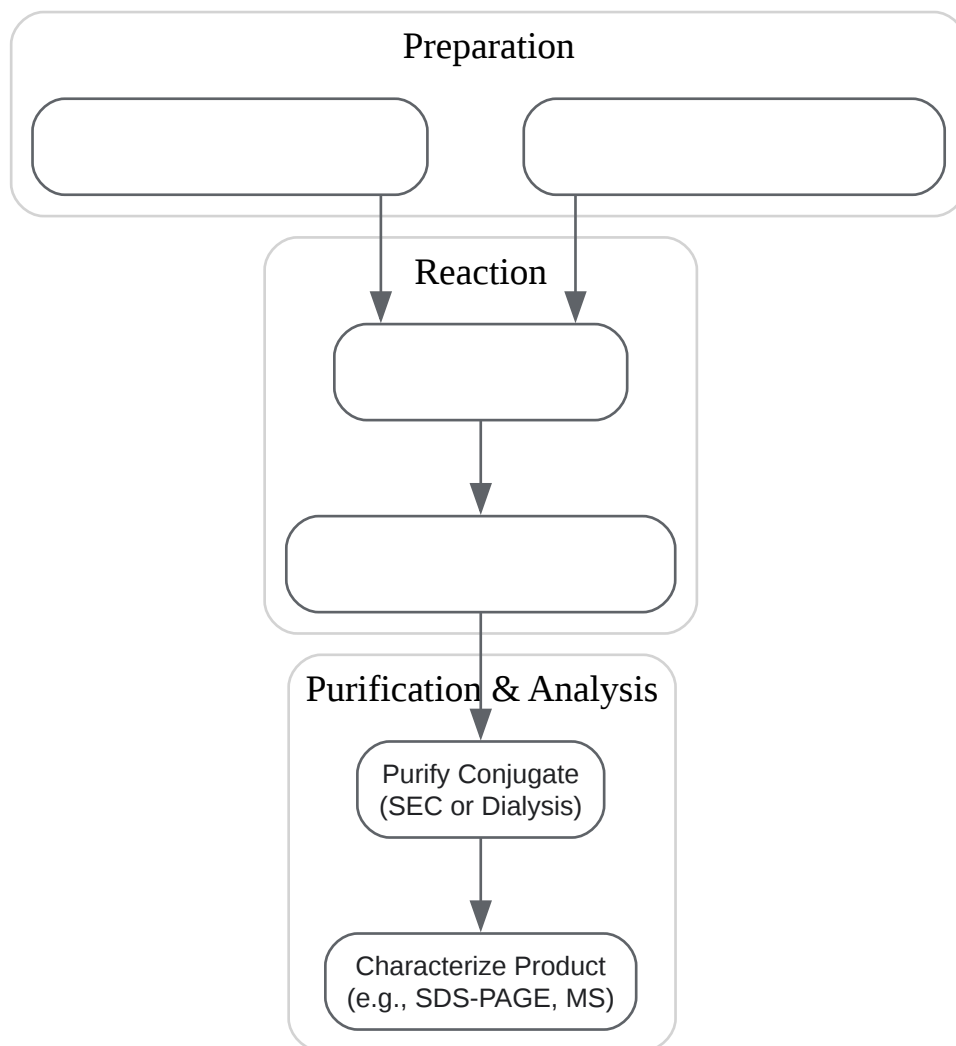 Preparation
Reaction
Purification & Analysis
Purify Conjugate
(SEC or Dialysis)
Characterize Product
(e.g., SDS-PAGE, MS)